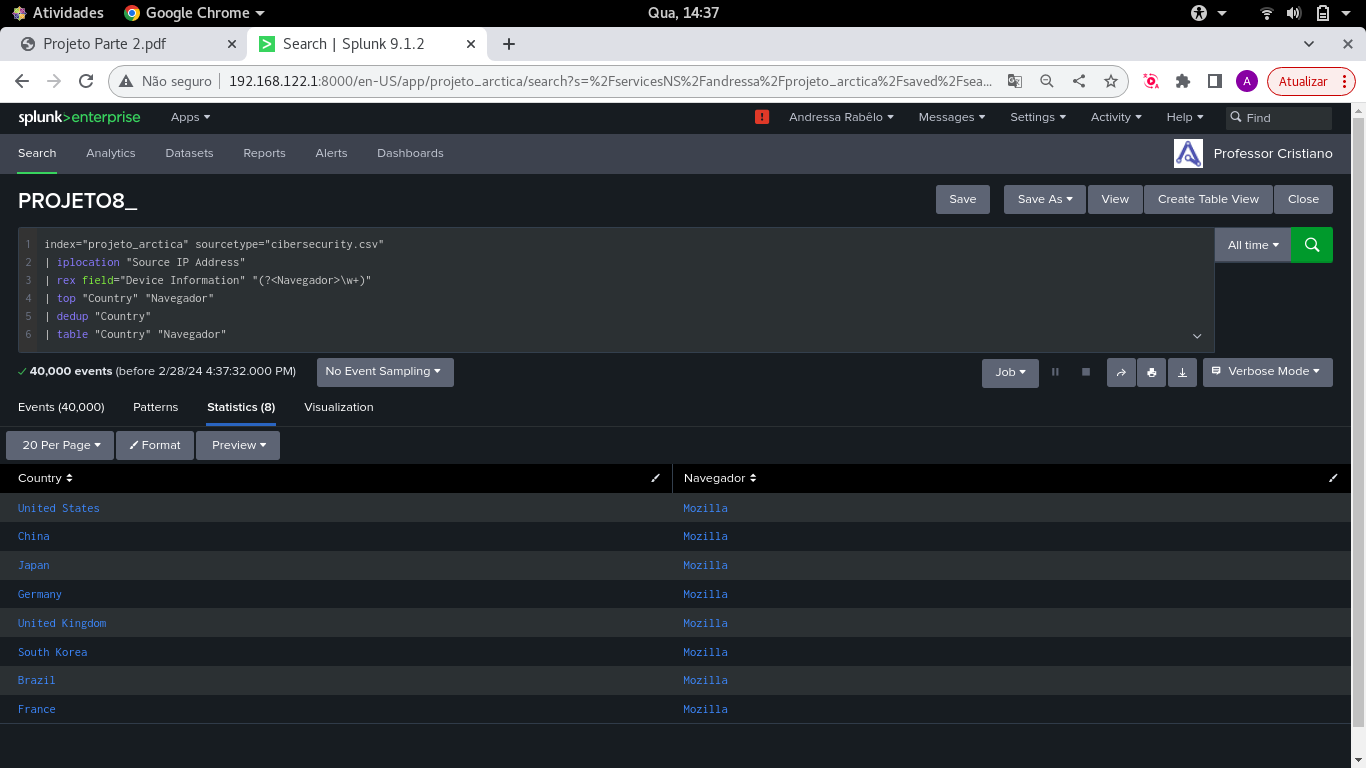 Atividades
Google Chrome
Qua, 14:37
Projeto Parte 2.pdf
Search | Splunk 9.1.2
Não seguro
192.168.122.1:8000/en-US/app/projeto_arctica/search?s=%2FservicesNS%2Fandressa%2Fprojeto_arctica%2Fsaved%2Fsea...
A
Atualizar
splunk>enterprise
Apps
!
Andressa Rabêlo
Messages
Settings
Activity
Help
Find
Search
Analytics
Datasets
Reports
Alerts
Dashboards
Professor Cristiano
PROJETO8_
Save
Save As
View
Create Table View
Close
1 index="projeto_arctica" sourcetype="cibersecurity.csv"
2 | iplocation "Source IP Address"
3 | rex field="Device Information" "(?<Navegador>\w+)"
4 | top "Country" "Navegador"
5 | dedup "Country"
6 | table "Country" "Navegador"
All time
40,000 events (before 2/28/24 4:37:32.000 PM)
No Event Sampling
Job
Verbose Mode
Events (40,000)
Patterns
Statistics (8)
Visualization
20 Per Page
Format
Preview
Country
Navegador
United States
Mozilla
China
Mozilla
Japan
Mozilla
Germany
Mozilla
United Kingdom
Mozilla
South Korea
Mozilla
Brazil
Mozilla
France
Mozilla